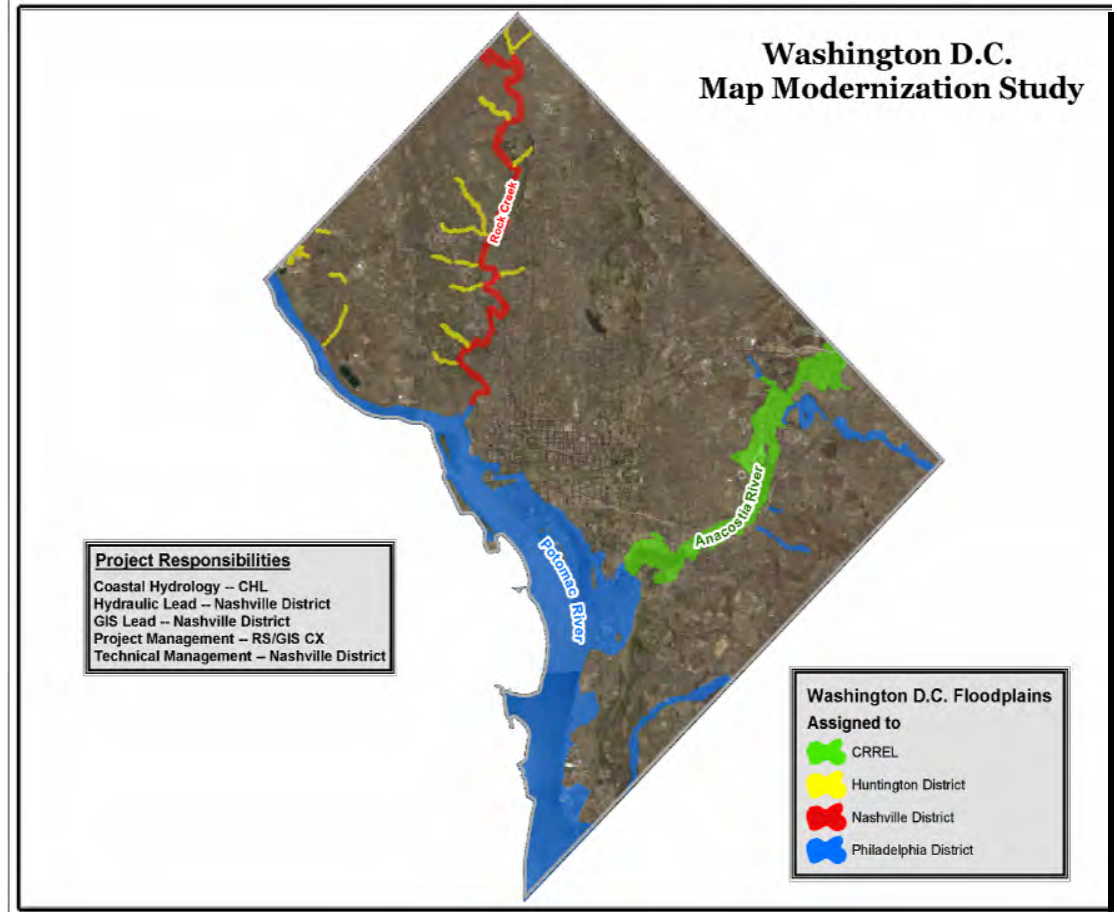 Washington D.C.
Map Modernization Study
Rock Creek
Anacostia River
Potomac River
Project Responsibilities
Coastal Hydrology -- CHL
Hydraulic Lead -- Nashville District
GIS Lead -- Nashville District
Project Management -- RS/GIS CX
Technical Management -- Nashville District
Washington D.C. Floodplains
Assigned to
CRREL
Huntington District
Nashville District
Philadelphia District